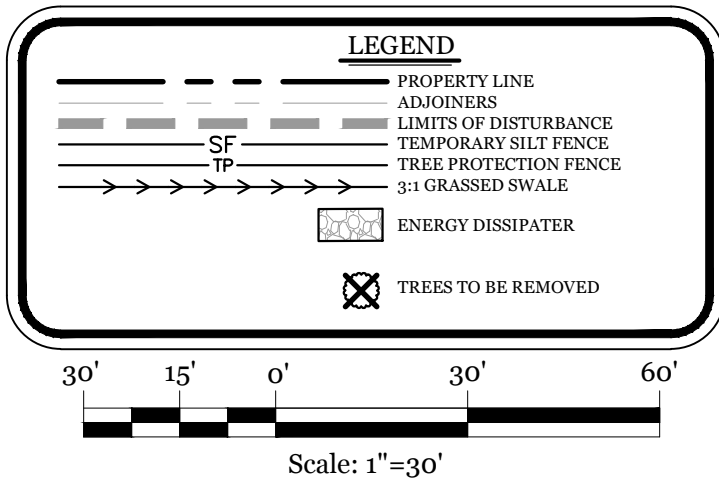 LEGEND
PROPERTY LINE
ADJOINERS
LIMITS OF DISTURBANCE
SF TEMPORARY SILT FENCE
TP TREE PROTECTION FENCE
3:1 GRASSED SWALE
ENERGY DISSIPATER
TREES TO BE REMOVED
30' 15' 0' 30' 60'
Scale: 1"=30'